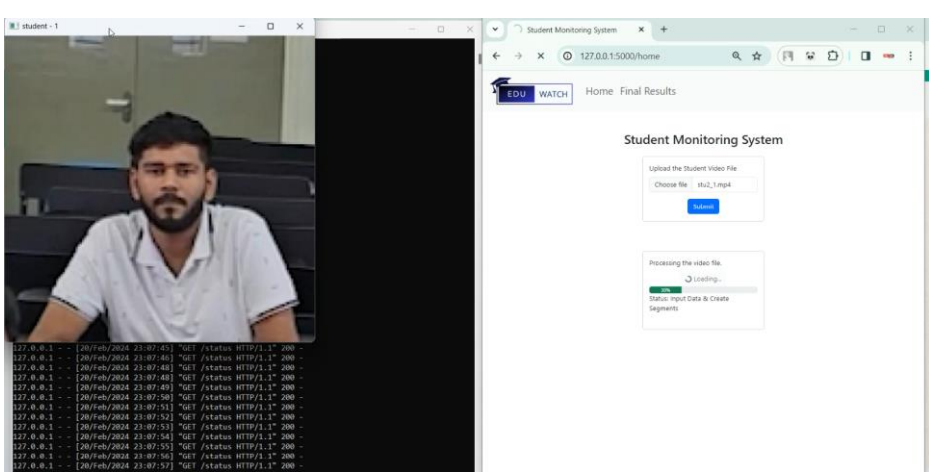 student - 1
Student Monitoring System
127.0.0.1:5000/home
EDU WATCH
Home Final Results
Student Monitoring System
Upload the Student Video File
Choose file stu2_1.mp4
Submit
Processing the video file.
Loading...
30%
Status: Input Data & Create
Segments
127.0.0.1 - - [20/Feb/2024 23:07:45] "GET /status HTTP/1.1" 200 -
127.0.0.1 - - [20/Feb/2024 23:07:46] "GET /status HTTP/1.1" 200 -
127.0.0.1 - - [20/Feb/2024 23:07:48] "GET /status HTTP/1.1" 200 -
127.0.0.1 - - [20/Feb/2024 23:07:48] "GET /status HTTP/1.1" 200 -
127.0.0.1 - - [20/Feb/2024 23:07:49] "GET /status HTTP/1.1" 200 -
127.0.0.1 - - [20/Feb/2024 23:07:50] "GET /status HTTP/1.1" 200 -
127.0.0.1 - - [20/Feb/2024 23:07:51] "GET /status HTTP/1.1" 200 -
127.0.0.1 - - [20/Feb/2024 23:07:52] "GET /status HTTP/1.1" 200 -
127.0.0.1 - - [20/Feb/2024 23:07:53] "GET /status HTTP/1.1" 200 -
127.0.0.1 - - [20/Feb/2024 23:07:54] "GET /status HTTP/1.1" 200 -
127.0.0.1 - - [20/Feb/2024 23:07:55] "GET /status HTTP/1.1" 200 -
127.0.0.1 - - [20/Feb/2024 23:07:56] "GET /status HTTP/1.1" 200 -
127.0.0.1 - - [20/Feb/2024 23:07:57] "GET /status HTTP/1.1" 200 -